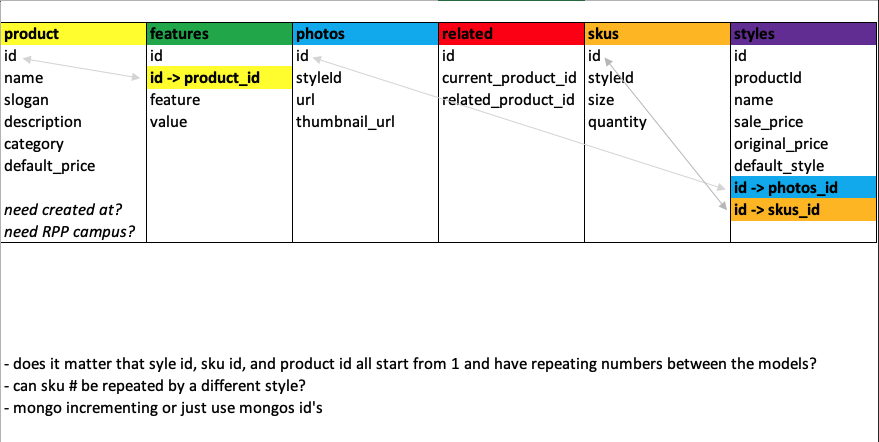 product features photos related skus styles
id id id id id id
name id -> product_id styleId current_product_id styleId productId
slogan feature url related_product_id size name
description value thumbnail_url quantity sale_price
category original_price
default_price default_style
id -> photos_id
need created at? id -> skus_id
need RPP campus?
- does it matter that syle id, sku id, and product id all start from 1 and have repeating numbers between the models?
- can sku # be repeated by a different style?
- mongo incrementing or just use mongos id's